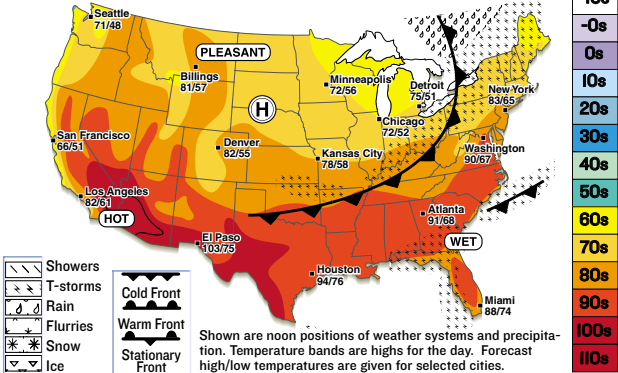 Seattle
71/48
PLEASANT
Billings
81/57
Minneapolis
72/56
Detroit
75/51
New York
83/65
H
Chicago
72/52
San Francisco
66/51
Denver
82/55
Kansas City
78/58
Washington
90/67
Los Angeles
82/61
HOT
El Paso
103/75
Atlanta
91/68
WET
Houston
94/76
Miami
88/74
Showers
T-storms
Rain
Flurries
Snow
Ice
Cold Front
Warm Front
Stationary
Front
Shown are noon positions of weather systems and precipita-
tion. Temperature bands are highs for the day. Forecast
high/low temperatures are given for selected cities.
-0s
0s
10s
20s
30s
40s
50s
60s
70s
80s
90s
100s
110s